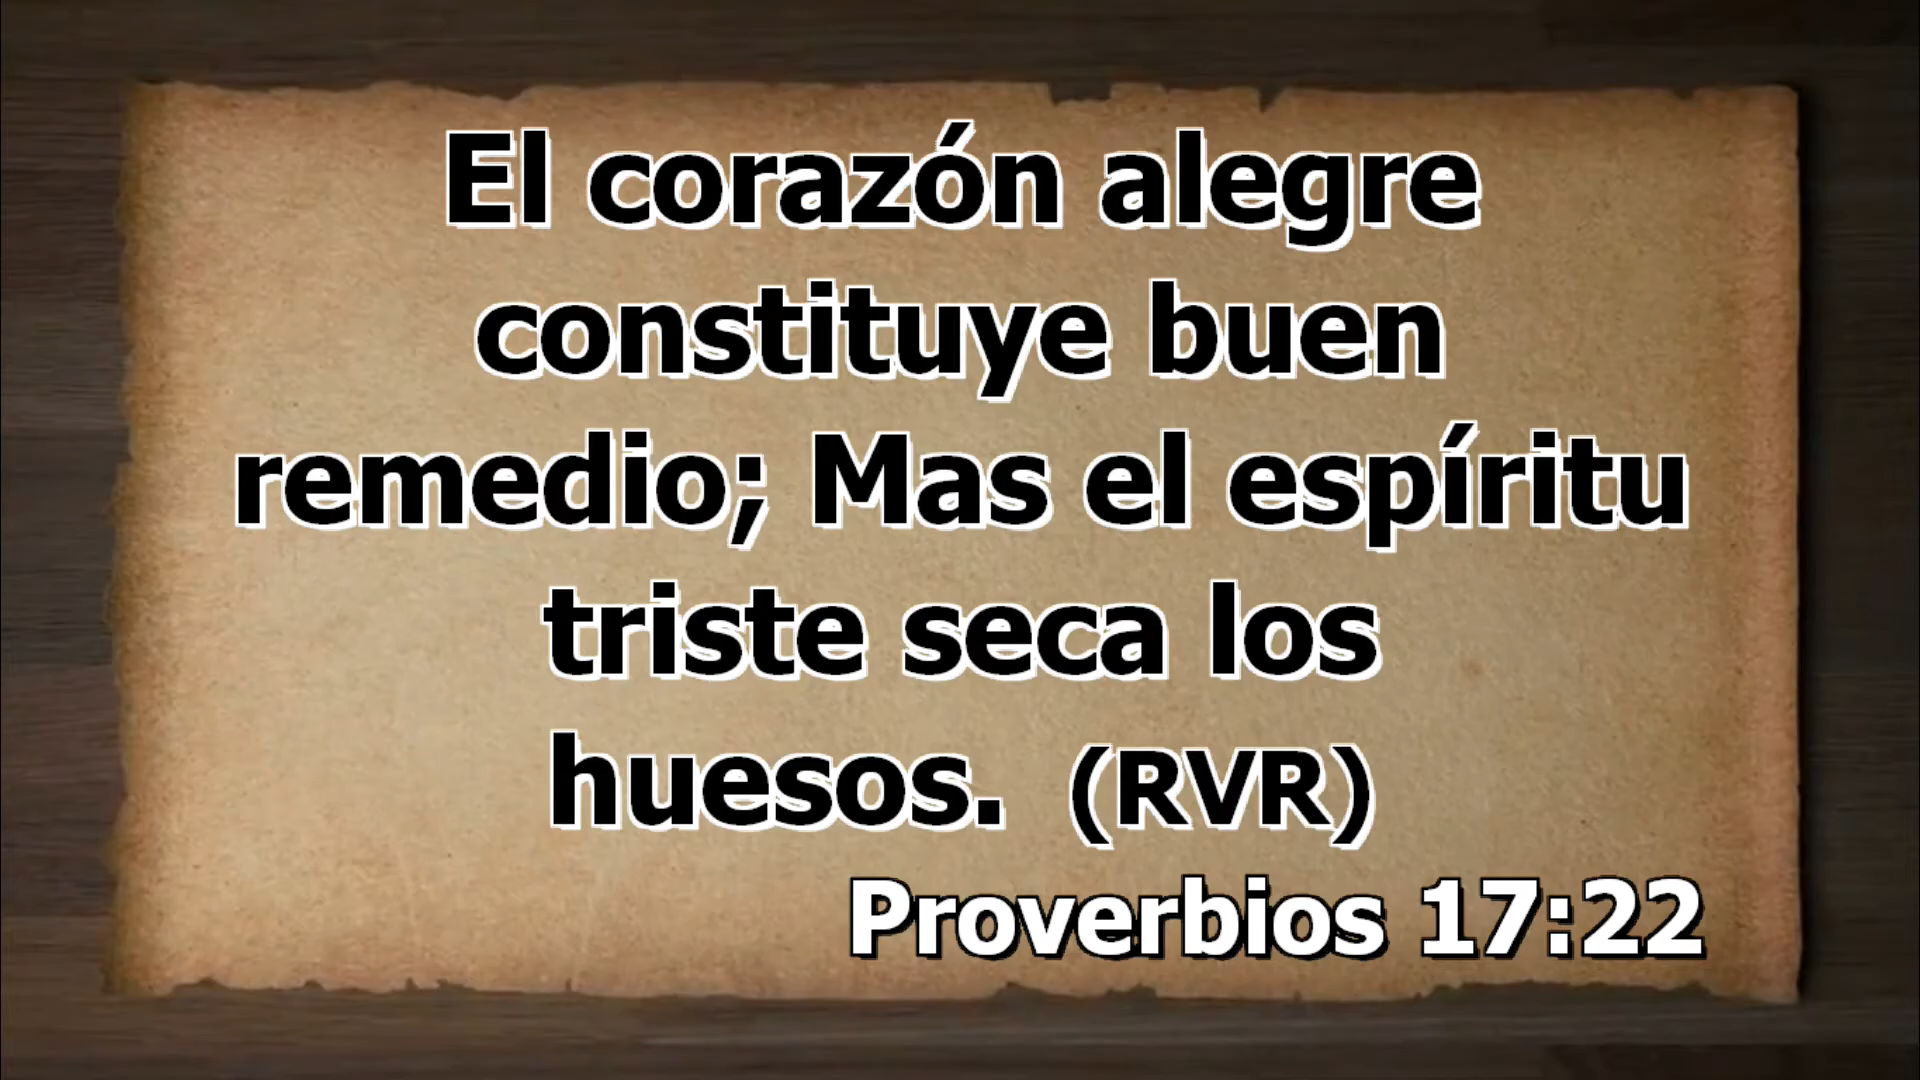 El corazón alegre
constituye buen
remedio; Mas el espíritu
triste seca los
huesos. (RVR)
Proverbios 17:22